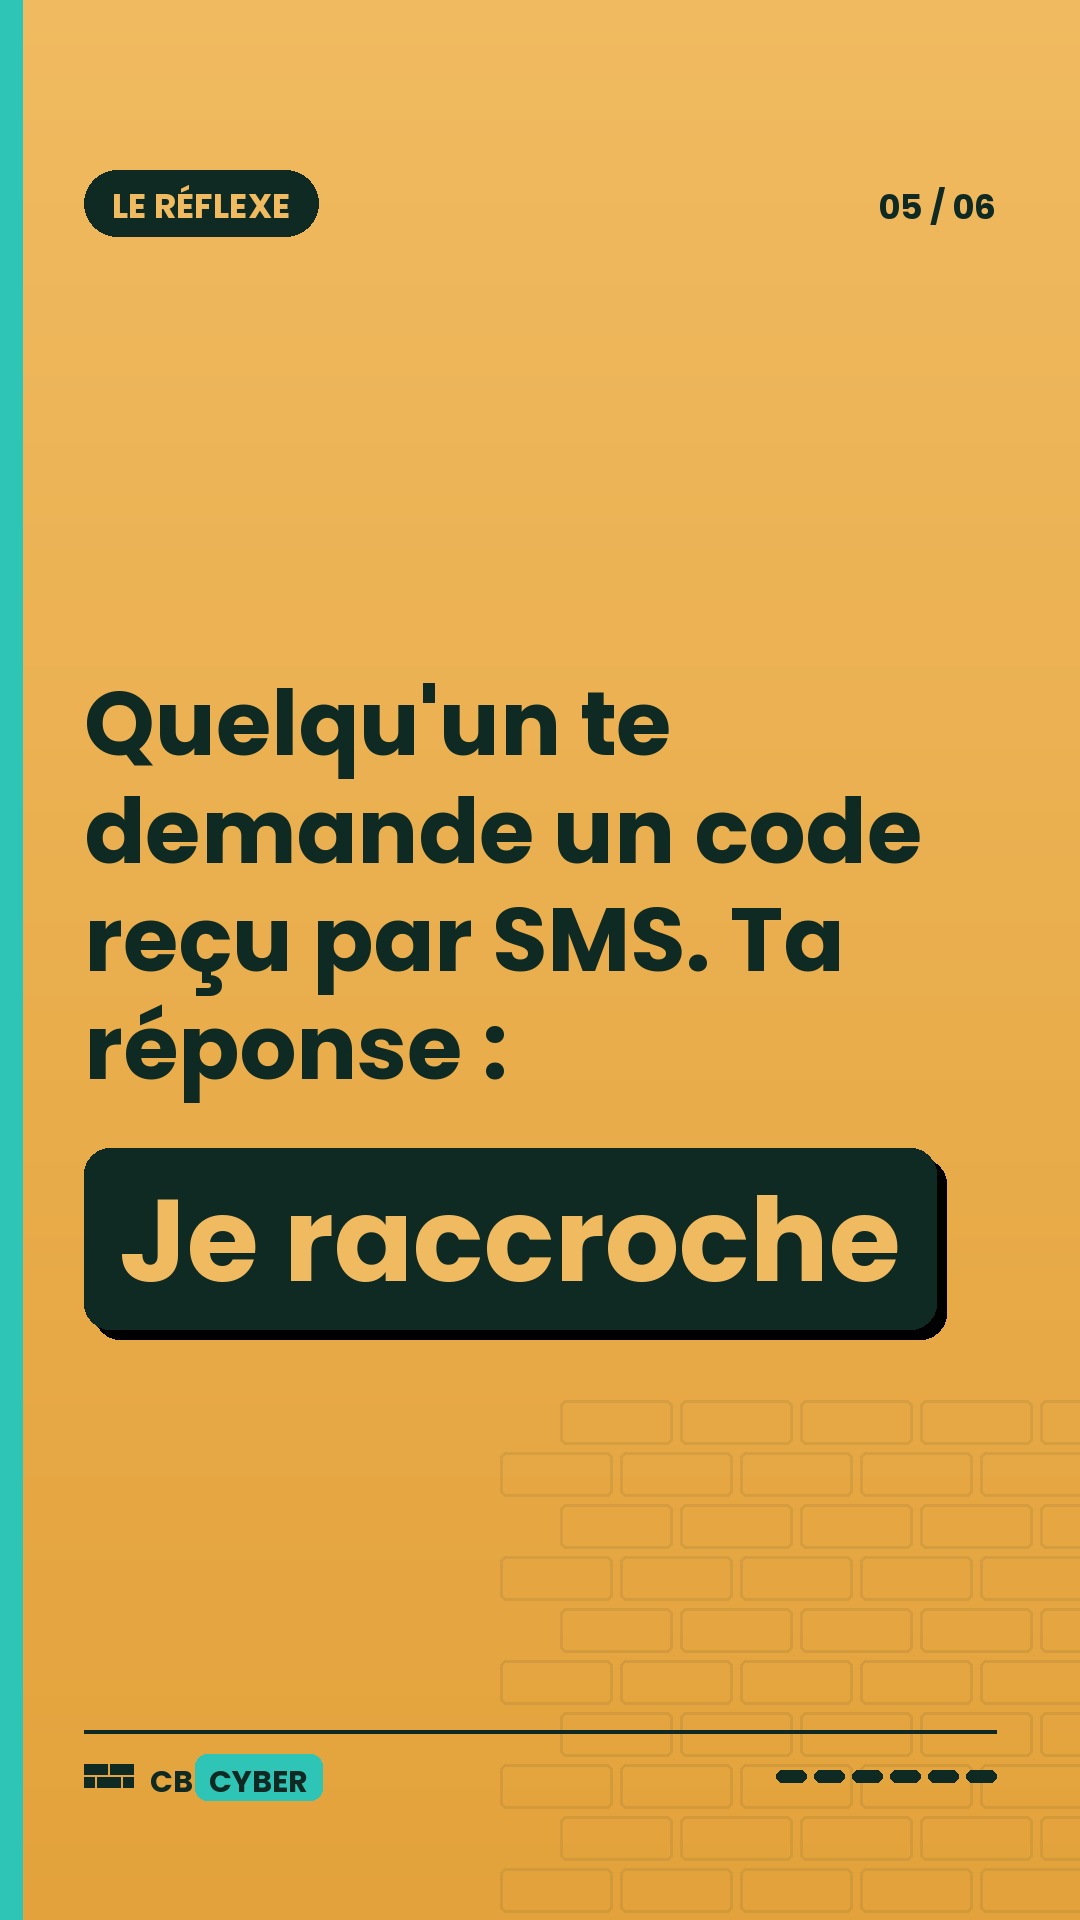 LE RÉFLEXE
05 / 06
Quelqu'un te
demande un code
reçu par SMS. Ta
réponse :
Je raccroche
CB CYBER